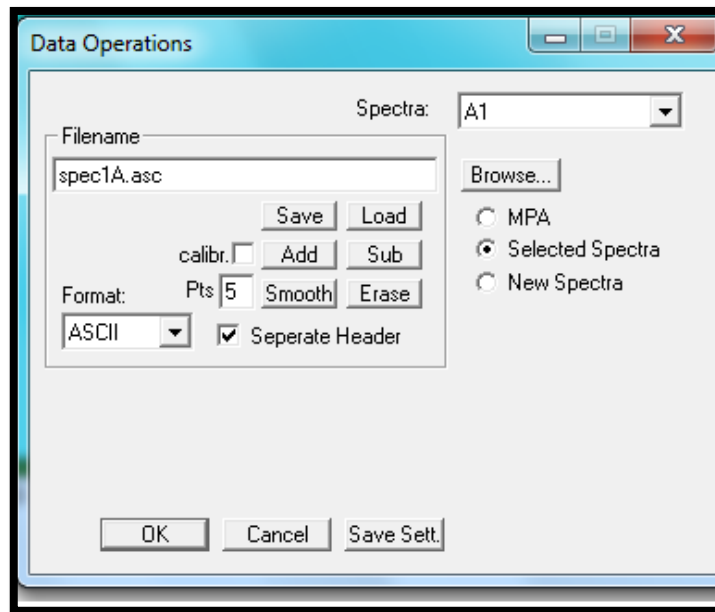 Data Operations
Spectra: A1
Filename
spec1A.asc
Browse...
Save Load
MPA
calibr. Add Sub
Selected Spectra
Format: Pts 5 Smooth Erase
New Spectra
ASCII Seperate Header
OK Cancel Save Sett.